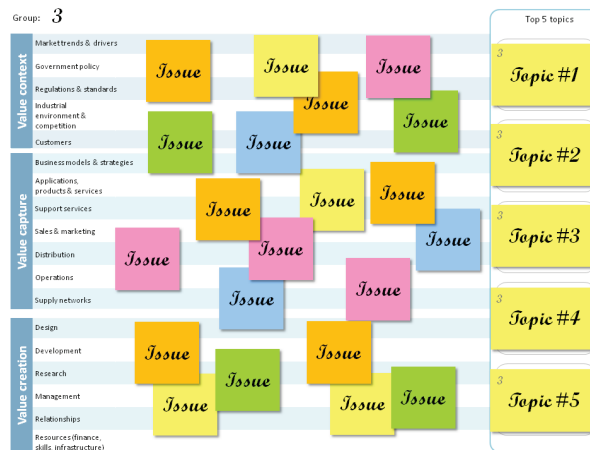 Group: 3
Top 5 topics
Value context
Market trends & drivers
Government policy
Regulations & standards
Industrial
environment &
competition
Customers
Issue
Issue
Issue
Issue
Issue
Issue
Issue
Value capture
Business models & strategies
Applications,
products & services
Support services
Sales & marketing
Distribution
Operations
Supply networks
Issue
Issue
Issue
Issue
Issue
Issue
Issue
Issue
Value creation
Design
Development
Research
Management
Relationships
Resources (finance,
skills, infrastructure)
Issue
Issue
Issue
Issue
Issue
Issue
3
Topic #1
3
Topic #2
3
Topic #3
3
Topic #4
3
Topic #5